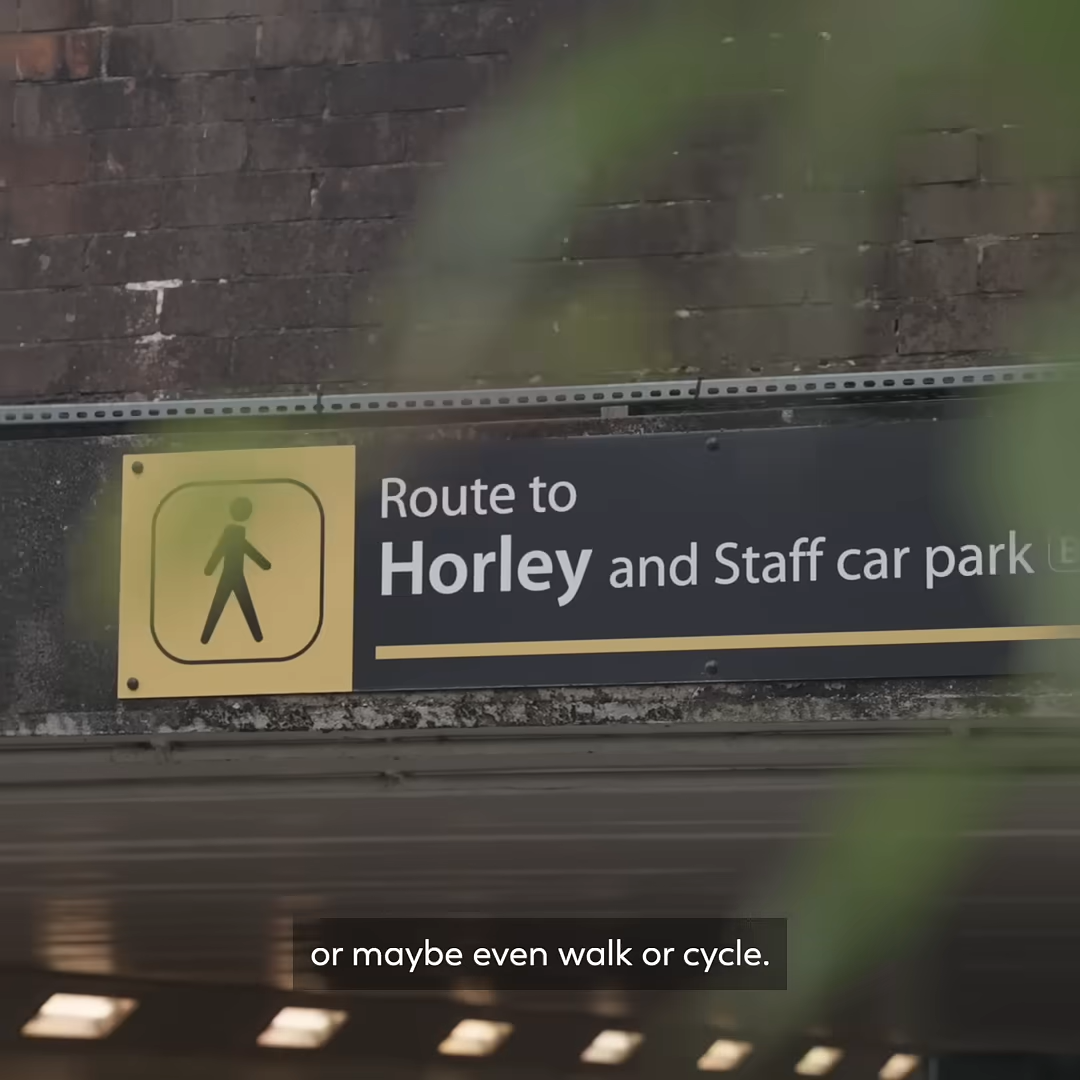 Route to
Horley and Staff car park
or maybe even walk or cycle.